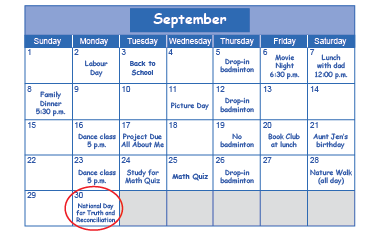 September
Sunday Monday Tuesday Wednesday Thursday Friday Saturday
1 2 3 4 5 6 7
Labour
Day
Back to
School
Drop-in
badminton
Movie
Night
6:30 p.m.
Lunch
with dad
12:00 p.m.
8 9 10 11 12 13 14
Family
Dinner
5:30 p.m.
Picture Day
Drop-in
badminton
15 16 17 18 19 20 21
Dance class
5 p.m.
Project Due
All About Me
No
badminton
Book Club
at lunch
Aunt Jen's
birthday
22 23 24 25 26 27 28
Dance class
5 p.m.
Study for
Math Quiz
Math Quiz
Drop-in
badminton
Nature Walk
(all day)
29 30
National Day
for Truth and
Reconciliation